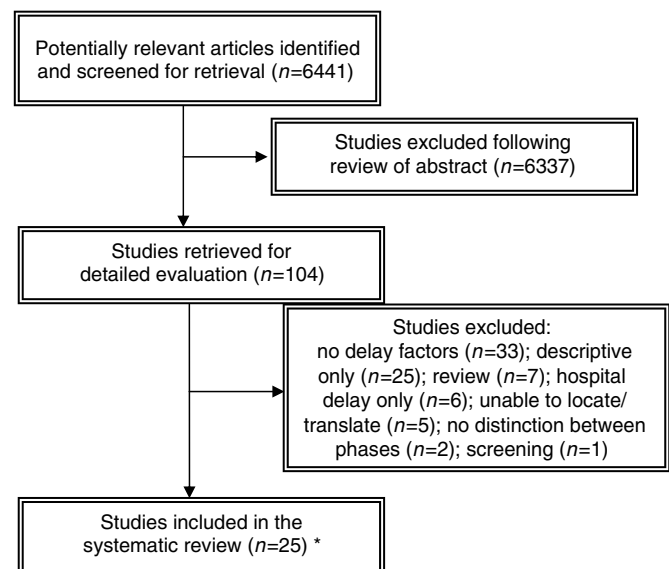 Potentially relevant articles identified
and screened for retrieval (n=6441)
Studies excluded following
review of abstract (n=6337)
Studies retrieved for
detailed evaluation (n=104)
Studies excluded:
no delay factors (n=33); descriptive
only (n=25); review (n=7); hospital
delay only (n=6); unable to locate/
translate (n=5); no distinction between
phases (n=2); screening (n=1)
Studies included in the
systematic review (n=25) *